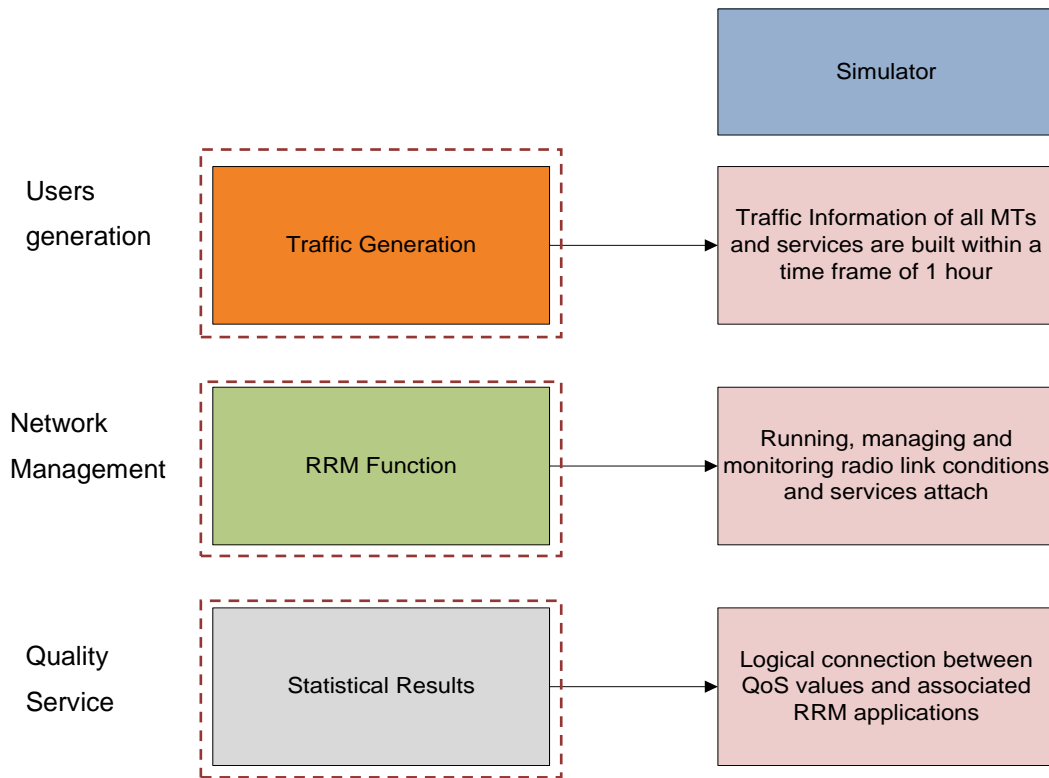 Simulator
Users
generation
Traffic Generation
Traffic Information of all MTs
and services are built within a
time frame of 1 hour
Network
Management
RRM Function
Running, managing and
monitoring radio link conditions
and services attach
Quality
Service
Statistical Results
Logical connection between
QoS values and associated
RRM applications